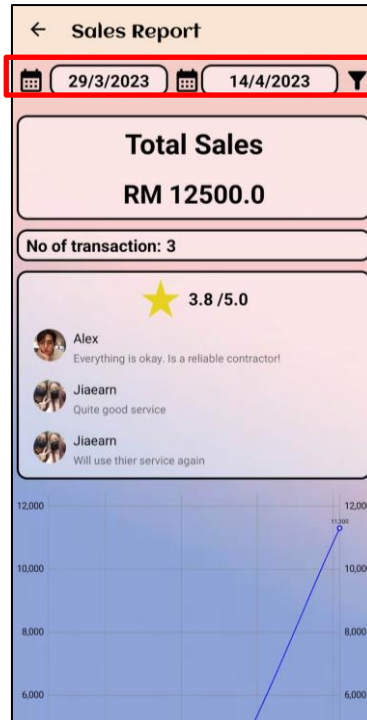 Sales Report
29/3/2023 14/4/2023
Total Sales
RM 12500.0
No of transaction: 3
3.8 /5.0
Alex
Everything is okay. Is a reliable contractor!
Jiaearn
Quite good service
Jiaearn
Will use thier service again
12,000 12,000
11,300
10,000 10,000
8,000 8,000
6,000 6,000